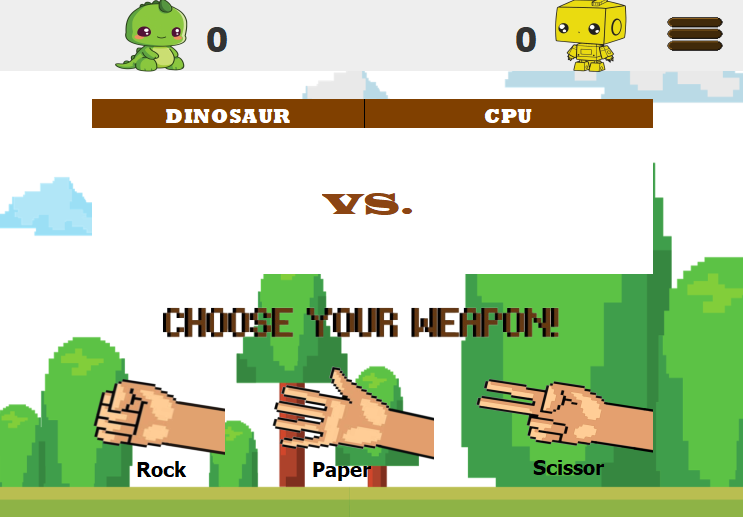 0 0
DINOSAUR CPU
vs.
CHOOSE YOUR WEAPON!
Rock Paper Scissor